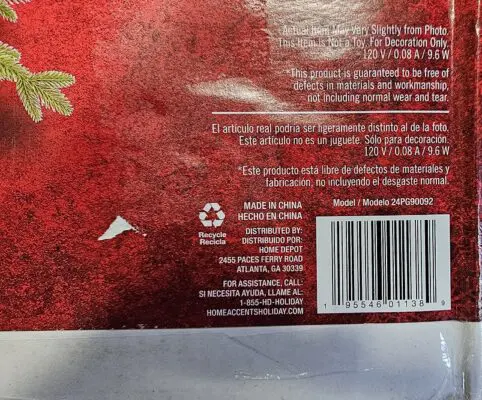 Actual Item May Vary Slightly from Photo.
This Item Is Not a Toy. For Decoration Only.
120 V / 0.08 A / 9.6 W
*This product is guaranteed to be free of
defects in materials and workmanship,
not including normal wear and tear.
El artículo real podría ser ligeramente distinto al de la foto.
Este artículo no es un juguete. Sólo para decoración.
120 V / 0.08 A / 9.6 W
*Este producto está libre de defectos de materiales y
fabricación, no incluyendo el desgaste normal.
Recycle
Recicla
MADE IN CHINA
HECHO EN CHINA
DISTRIBUTED BY:
DISTRIBUIDO POR:
HOME DEPOT
2455 PACES FERRY ROAD
ATLANTA, GA 30339
FOR ASSISTANCE, CALL:
SI NECESITA AYUDA, LLAME AL:
1-855-HD-HOLIDAY
HOMEACCENTSHOLIDAY.COM
Model / Modelo 24PG90092
1 95546 01138 9